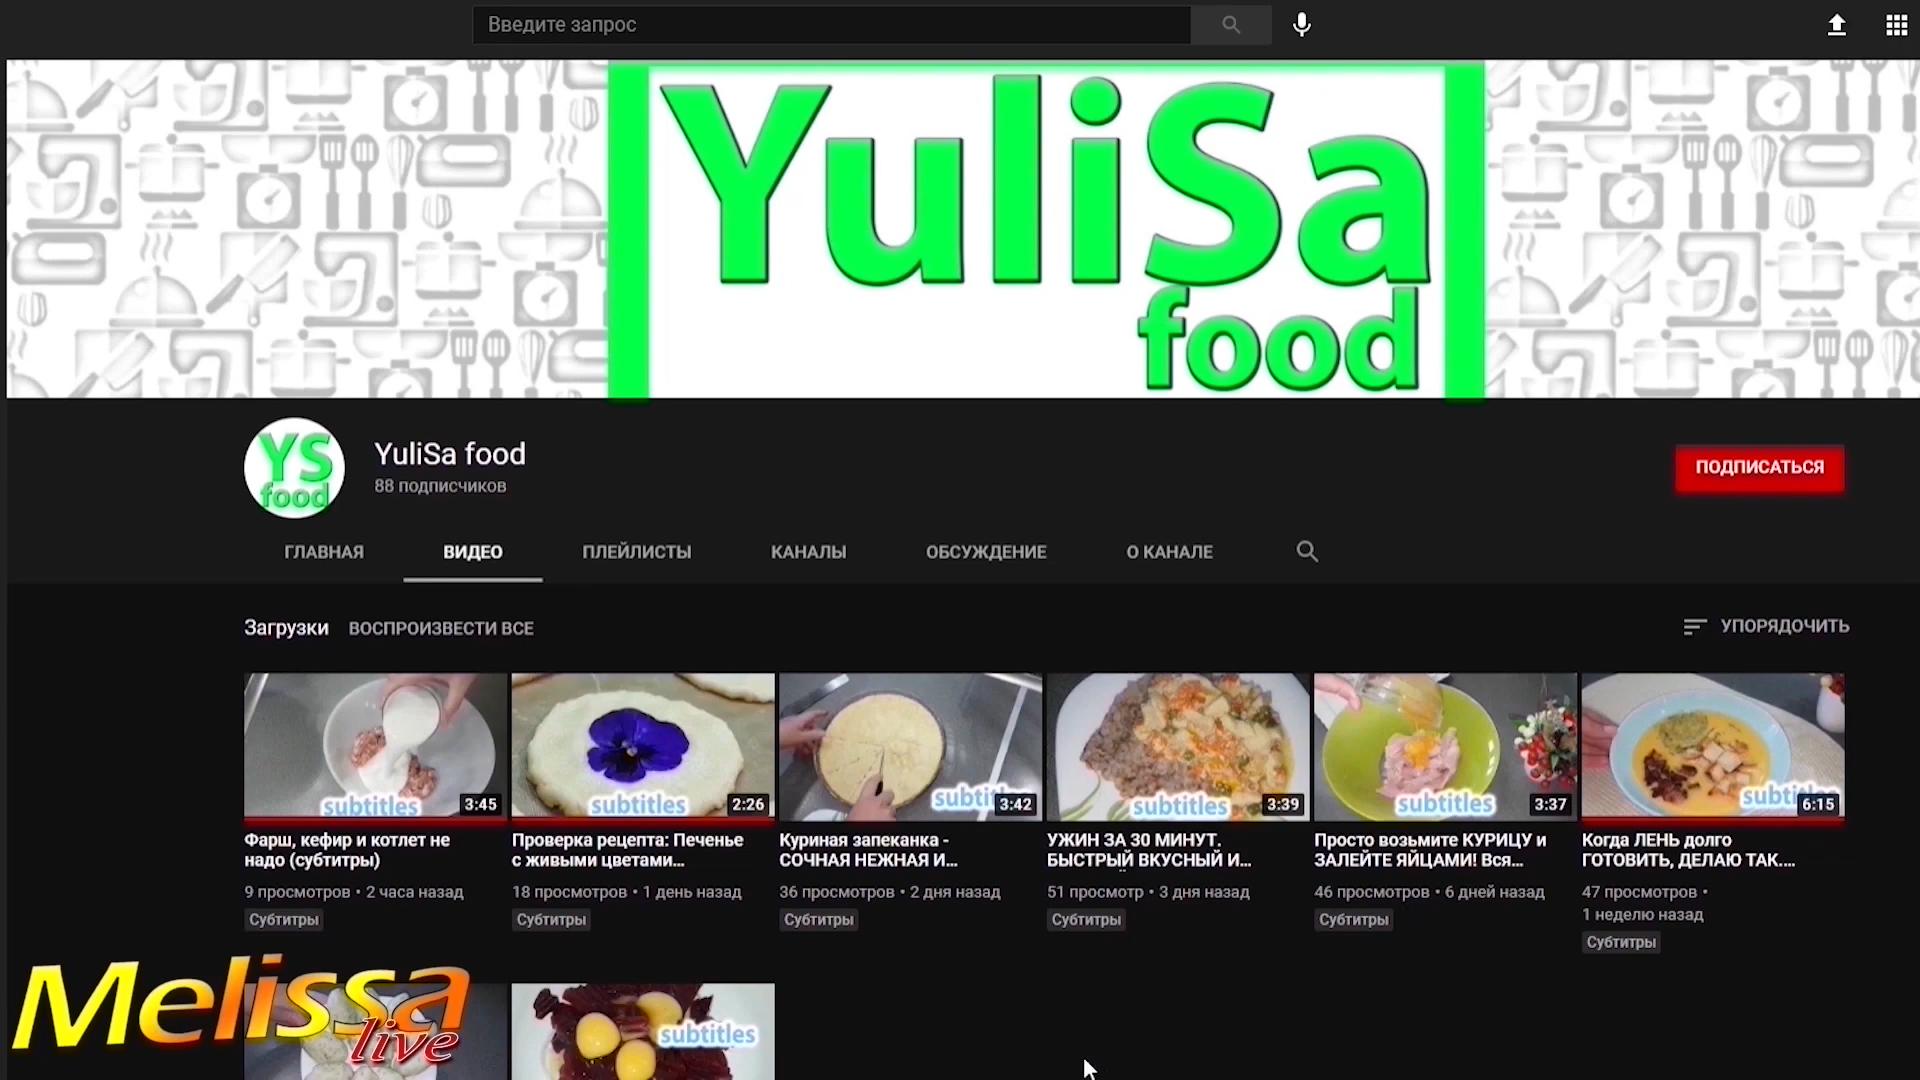 Введите запрос
YuliSa
food
YS
food
YuliSa food
88 подписчиков
ПОДПИСАТЬСЯ
ГЛАВНАЯ
ВИДЕО
ПЛЕЙЛИСТЫ
КАНАЛЫ
ОБСУЖДЕНИЕ
О КАНАЛЕ
Загрузки
ВОСПРОИЗВЕСТИ ВСЕ
УПОРЯДОЧИТЬ
subtitles
3:45
Фарш, кефир и котлет не
надо (субтитры)
9 просмотров • 2 часа назад
Субтитры
subtitles
2:26
Проверка рецепта: Печенье
с живыми цветами...
18 просмотров • 1 день назад
Субтитры
3:42
Куриная запеканка -
СОЧНАЯ НЕЖНАЯ И...
36 просмотров • 2 дня назад
Субтитры
subtitles
3:39
УЖИН ЗА 30 МИНУТ.
БЫСТРЫЙ ВКУСНЫЙ И...
51 просмотр • 3 дня назад
Субтитры
subtitles
3:37
Просто возьмите КУРИЦУ и
ЗАЛЕЙТЕ ЯЙЦАМИ! Вся...
46 просмотров • 6 дней назад
Субтитры
6:15
Когда ЛЕНЬ долго
ГОТОВИТЬ, ДЕЛАЮ ТАК....
47 просмотров •
1 неделю назад
Субтитры
Melissa
live
subtitles